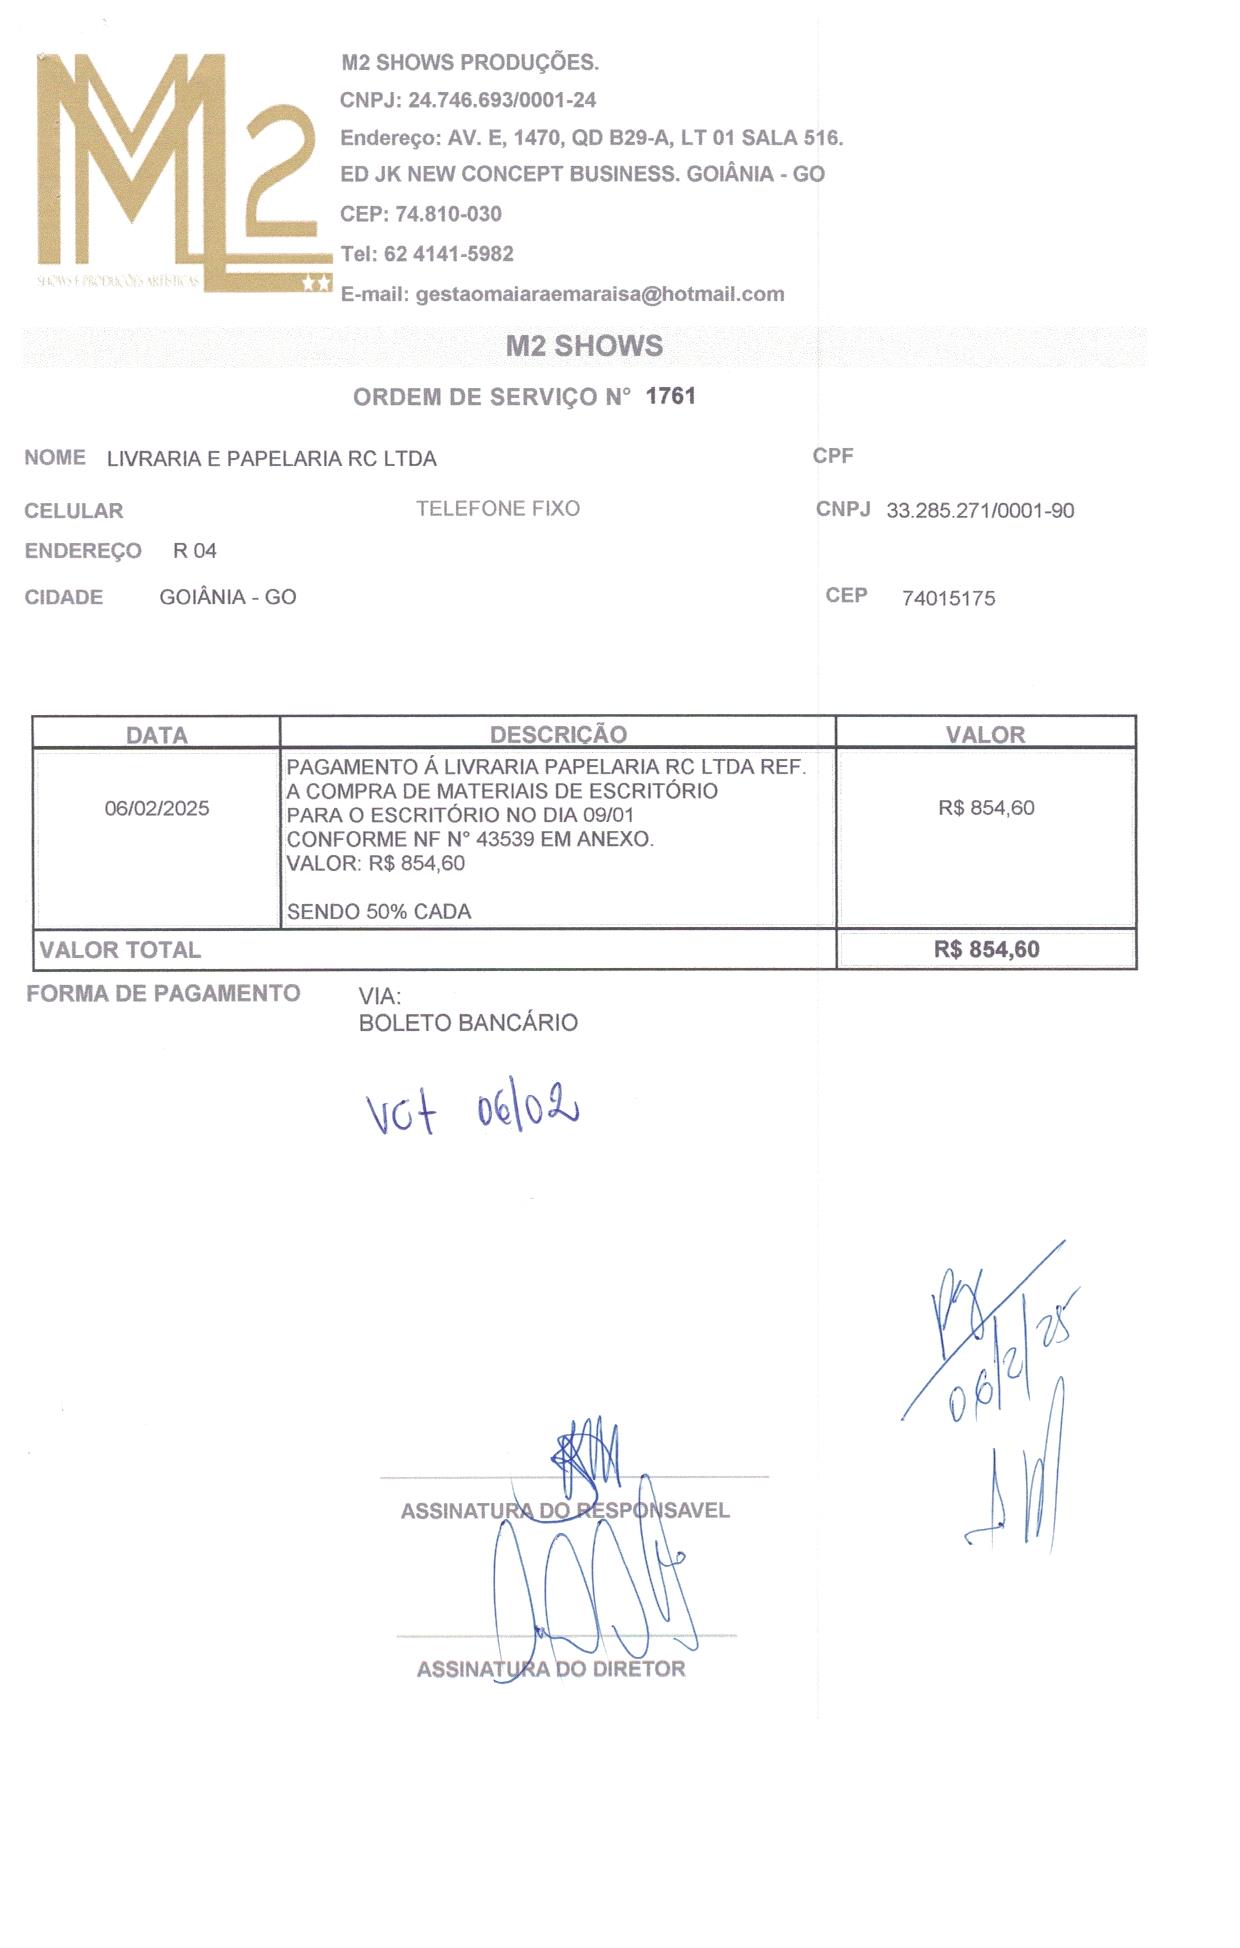 M2 SHOWS PRODUÇÕES.
CNPJ: 24.746.693/0001-24
Endereço: AV. E, 1470, QD B29-A, LT 01 SALA 516.
ED JK NEW CONCEPT BUSINESS. GOIÂNIA - GO
CEP: 74.810-030
Tel: 62 4141-5982
E-mail: gestaomaiaraemaraisa@hotmail.com
M2
SHOWS E PRODUÇÕES ARTÍSTICAS
M2 SHOWS
ORDEM DE SERVIÇO N° 1761
NOME LIVRARIA E PAPELARIA RC LTDA CPF
CELULAR TELEFONE FIXO CNPJ 33.285.271/0001-90
ENDEREÇO R 04
CIDADE GOIÂNIA - GO CEP 74015175
DATA DESCRIÇÃO VALOR
PAGAMENTO Á LIVRARIA PAPELARIA RC LTDA REF.
A COMPRA DE MATERIAIS DE ESCRITÓRIO
06/02/2025 PARA O ESCRITÓRIO NO DIA 09/01 R$ 854,60
CONFORME NF N° 43539 EM ANEXO.
VALOR: R$ 854,60
SENDO 50% CADA
VALOR TOTAL R$ 854,60
FORMA DE PAGAMENTO VIA:
BOLETO BANCÁRIO
VCT 06/02
Pg
06/2/25
ASSINATURA DO RESPONSAVEL
ASSINATURA DO DIRETOR